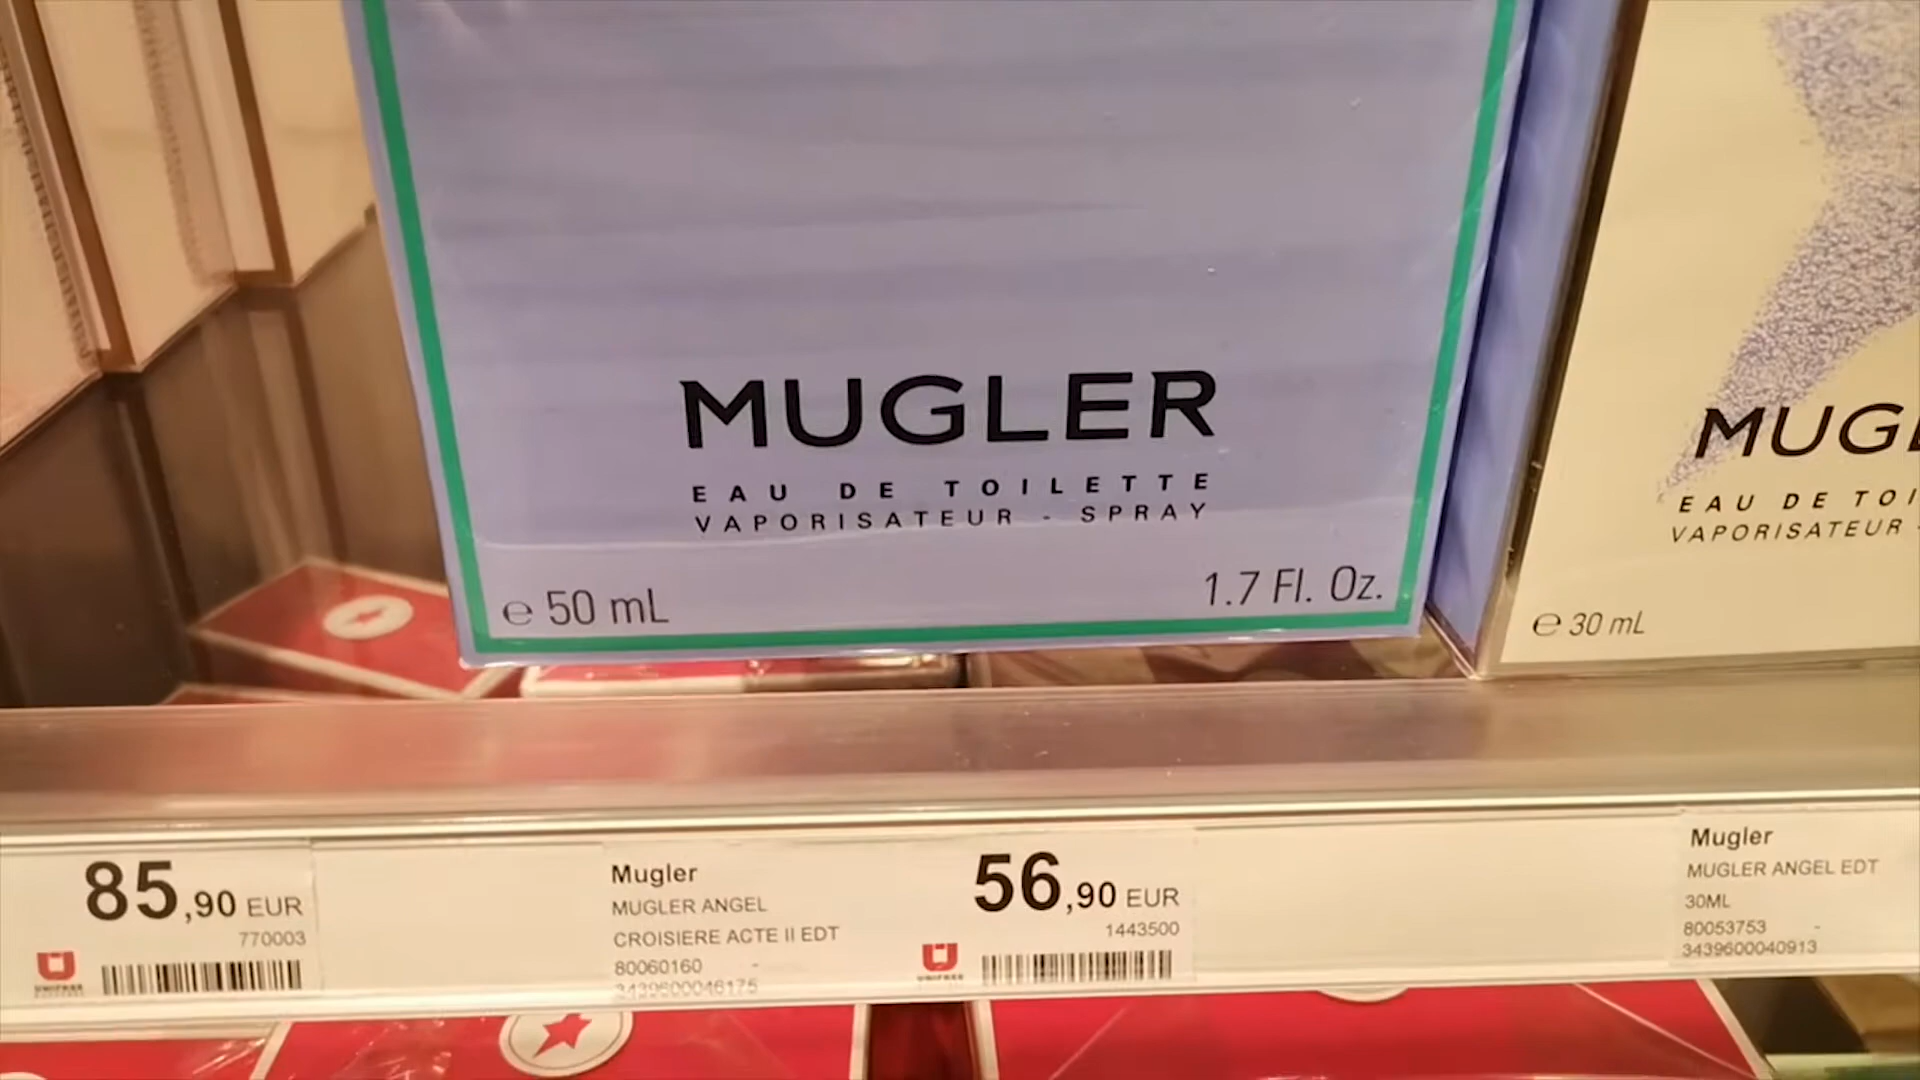 MUGLER
EAU DE TOILETTE
VAPORISATEUR - SPRAY
e 50 mL
1.7 Fl. Oz.
EAU DE
VAPORISATEUR
e 30 mL
85,90 EUR
770003
Mugler
MUGLER ANGEL
CROISIERE ACTE II EDT
80060160 -
3439600046175
56,90 EUR
1443500
UNIFREE
Mugler
MUGLER ANGEL EDT
30ML
80053753 -
3439600040913